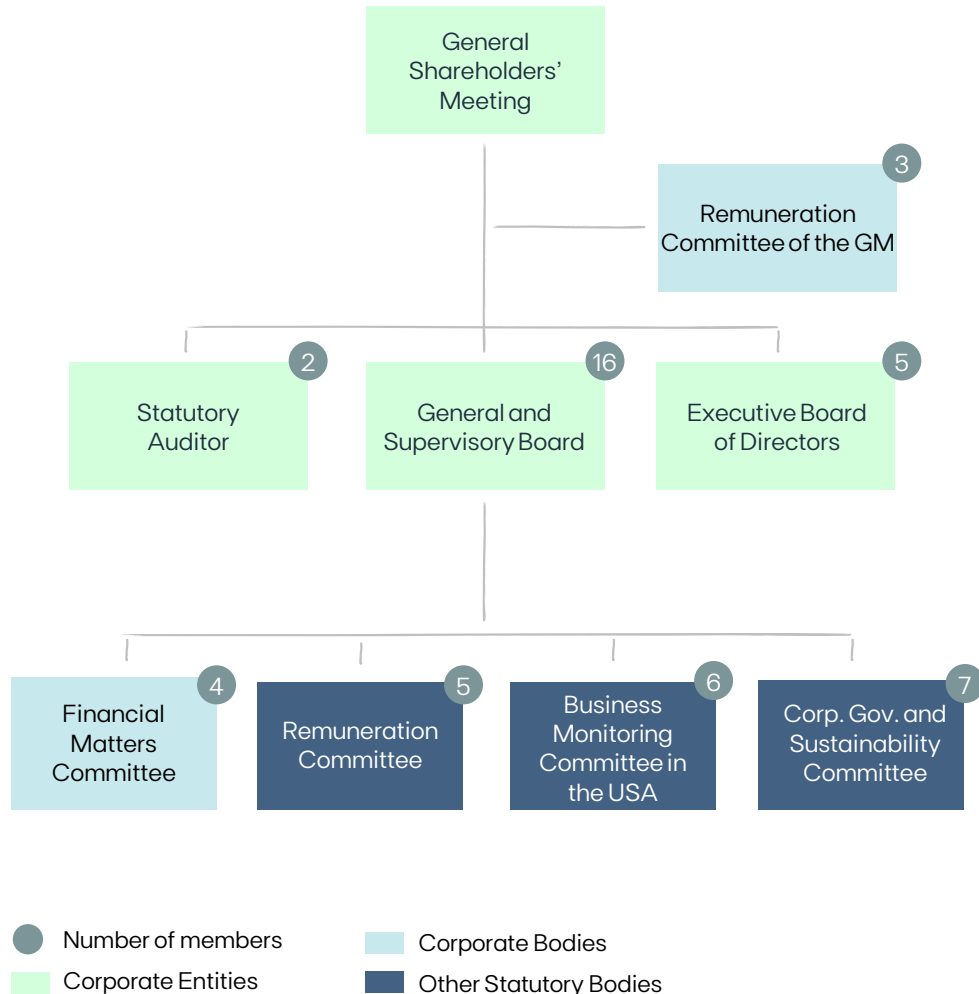 General
Shareholders’
Meeting
3
Remuneration
Committee of the GM
2
Statutory
Auditor
16
General and
Supervisory Board
5
Executive Board
of Directors
4
Financial
Matters
Committee
5
Remuneration
Committee
6
Business
Monitoring
Committee in
the USA
7
Corp. Gov. and
Sustainability
Committee
Number of members
Corporate Bodies
Corporate Entities
Other Statutory Bodies